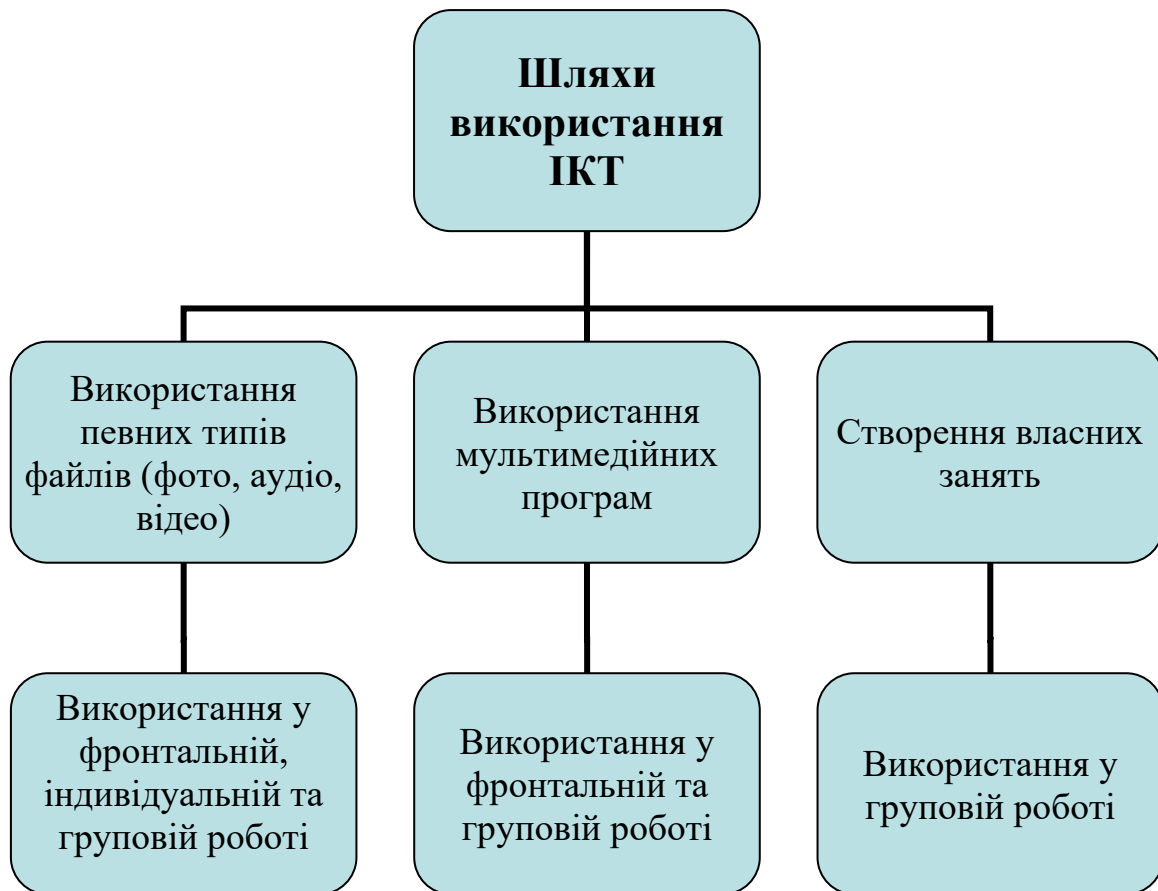 Шляхи
використання
ІКТ
Використання
певних типів
файлів (фото, аудіо,
відео)
Використання
мультимедійних
програм
Створення власних
занять
Використання у
фронтальній,
індивідуальній та
груповій роботі
Використання у
фронтальній та
груповій роботі
Використання у
груповій роботі